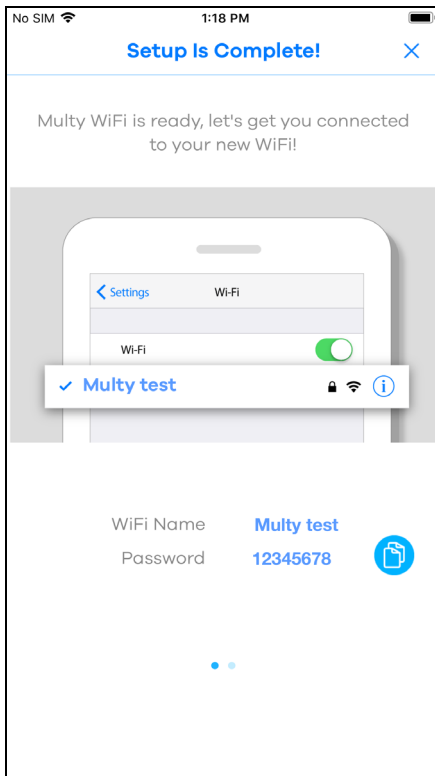 No SIM 1:18 PM
Setup Is Complete!
Multy WiFi is ready, let's get you connected
to your new WiFi!
Settings Wi-Fi
Wi-Fi
Multy test
WiFi Name Multy test
Password 12345678